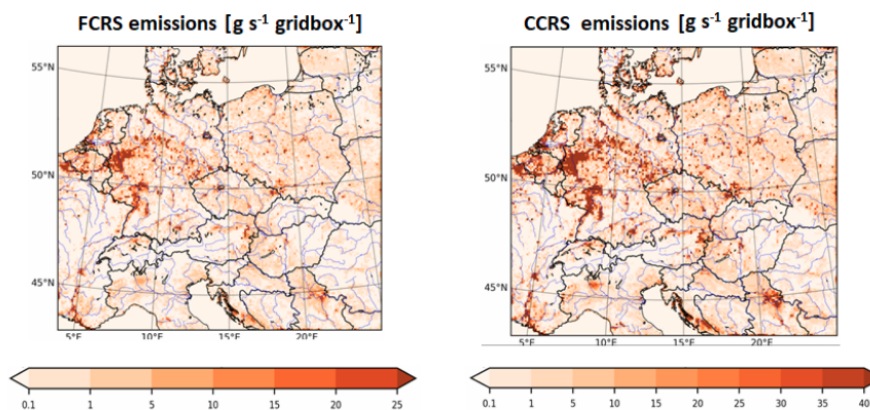 FCRS emissions [g s⁻¹ gridbox⁻¹]
CCRS emissions [g s⁻¹ gridbox⁻¹]
55°N
50°N
45°N
5°E 10°E 15°E 20°E
55°N
50°N
45°N
5°E 10°E 15°E 20°E
0.1 1 5 10 15 20 25
0.1 1 5 10 15 20 25 30 35 40